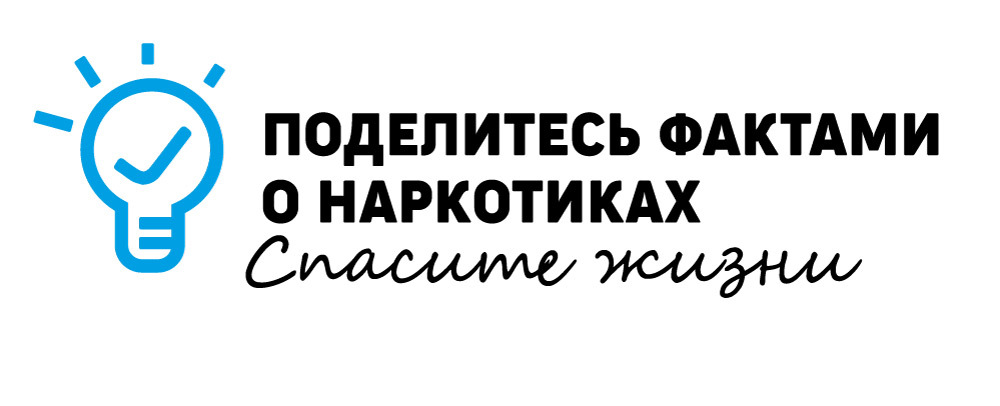 ПОДЕЛИТЕСЬ ФАКТАМИ
О НАРКОТИКАХ
Спасите жизни